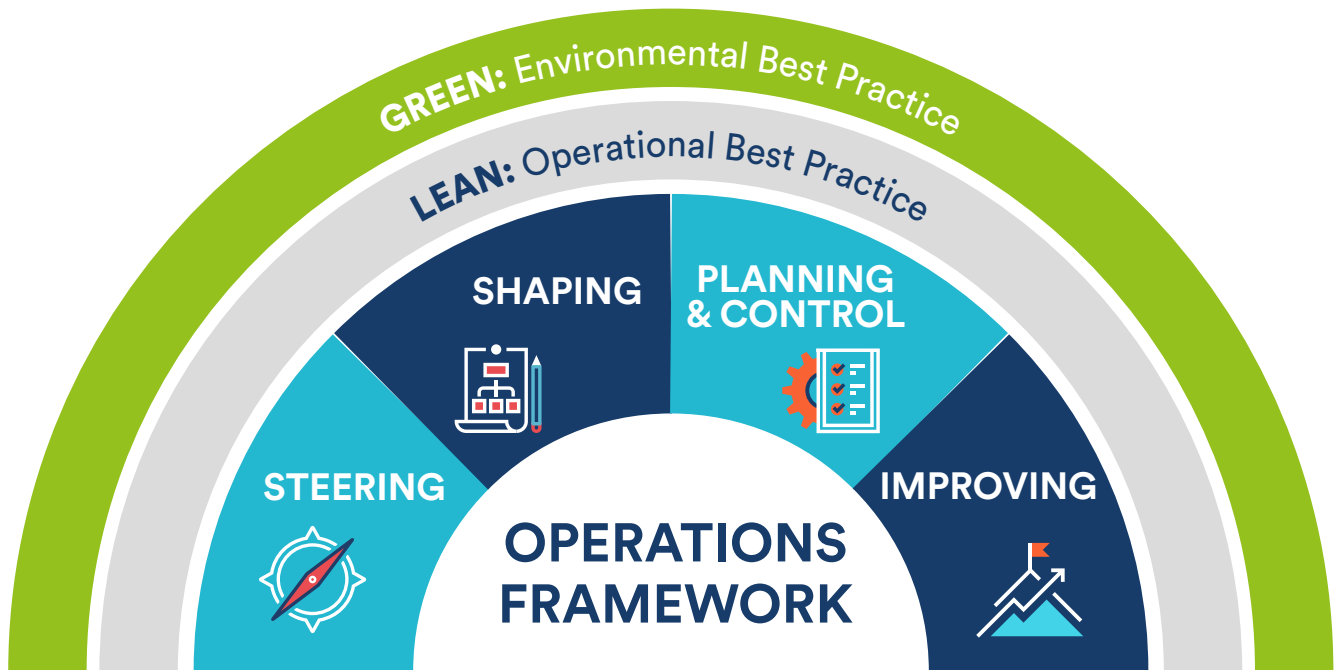 GREEN: Environmental Best Practice
LEAN: Operational Best Practice
SHAPING
PLANNING
& CONTROL
STEERING
IMPROVING
OPERATIONS
FRAMEWORK